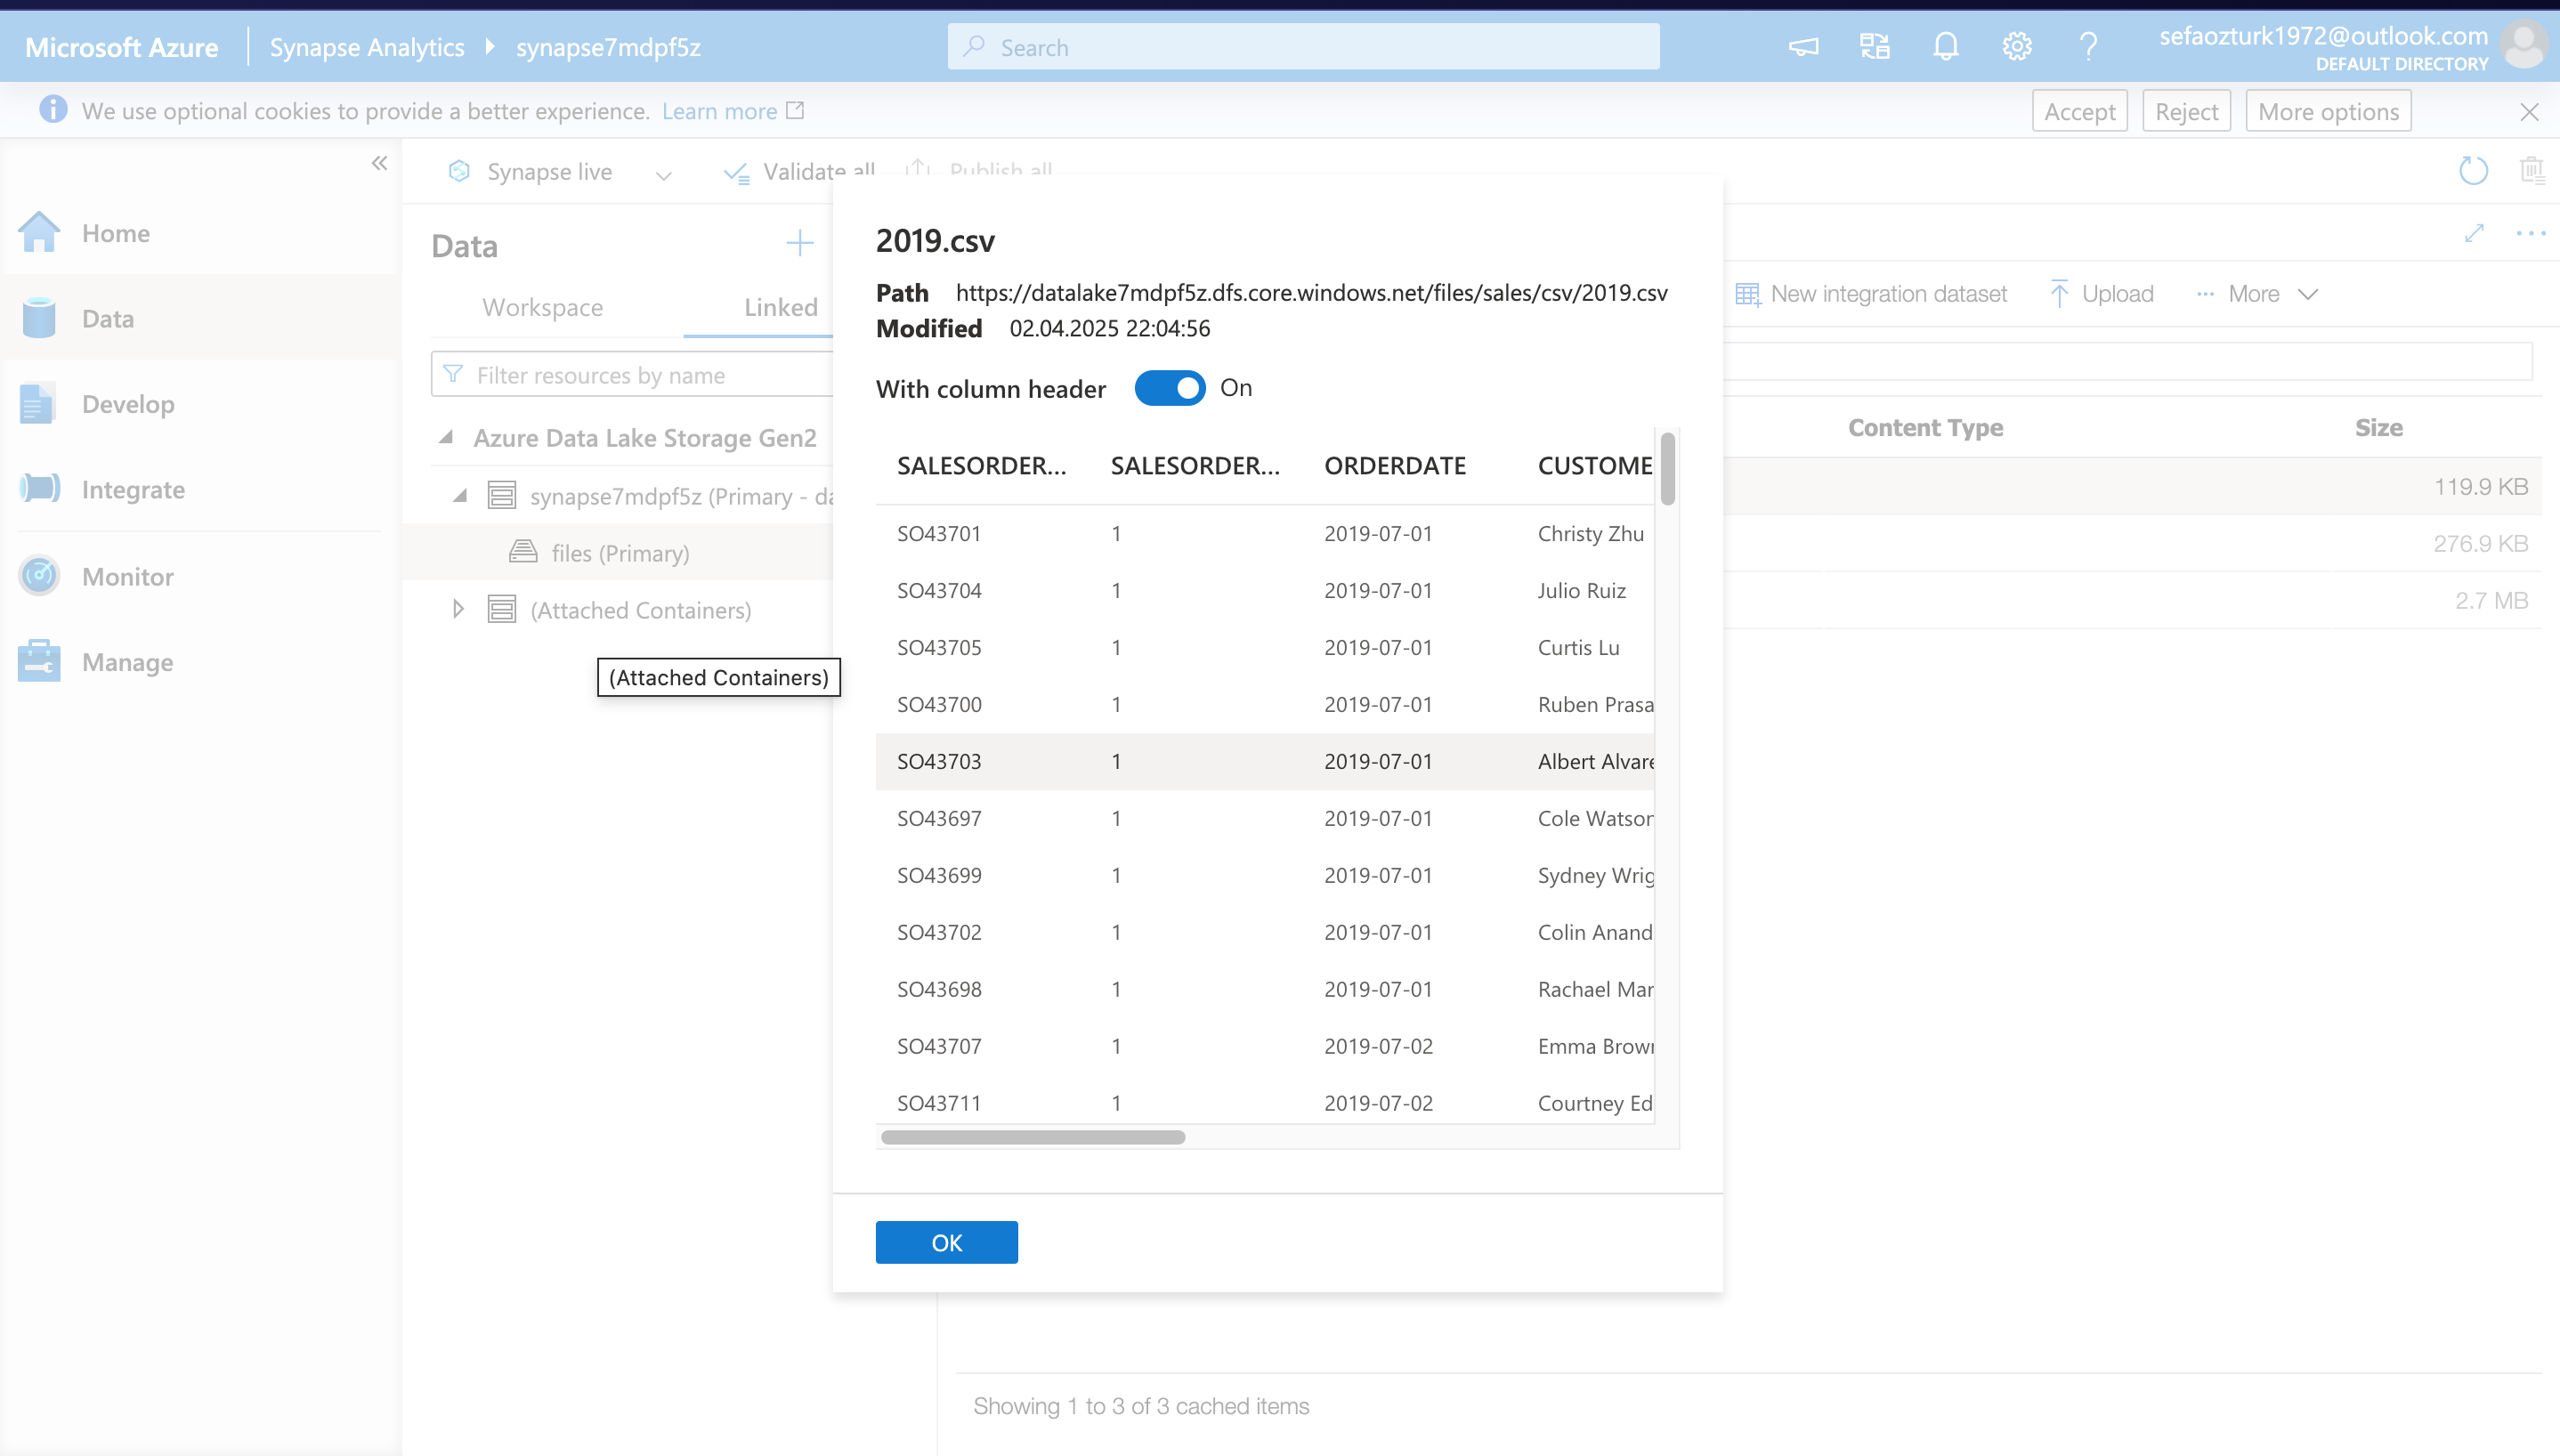 Microsoft Azure Synapse Analytics synapse7mdpf5z Search sefaozturk1972@outlook.com
DEFAULT DIRECTORY
We use optional cookies to provide a better experience. Learn more Accept Reject More options
Synapse live Validate all Publish all
Home
Data
Develop
Integrate
Monitor
Manage
Data
Workspace Linked
Filter resources by name
Azure Data Lake Storage Gen2
synapse7mdpf5z (Primary - da
files (Primary)
(Attached Containers)
(Attached Containers)
2019.csv
Path https://datalake7mdpf5z.dfs.core.windows.net/files/sales/csv/2019.csv
Modified 02.04.2025 22:04:56
With column header On
SALESORDER... SALESORDER... ORDERDATE CUSTOME
SO43701 1 2019-07-01 Christy Zhu
SO43704 1 2019-07-01 Julio Ruiz
SO43705 1 2019-07-01 Curtis Lu
SO43700 1 2019-07-01 Ruben Prasa
SO43703 1 2019-07-01 Albert Alvare
SO43697 1 2019-07-01 Cole Watson
SO43699 1 2019-07-01 Sydney Wrig
SO43702 1 2019-07-01 Colin Anand
SO43698 1 2019-07-01 Rachael Mar
SO43707 1 2019-07-02 Emma Brown
SO43711 1 2019-07-02 Courtney Ed
OK
New integration dataset Upload More
Content Type Size
119.9 KB
276.9 KB
2.7 MB
Showing 1 to 3 of 3 cached items